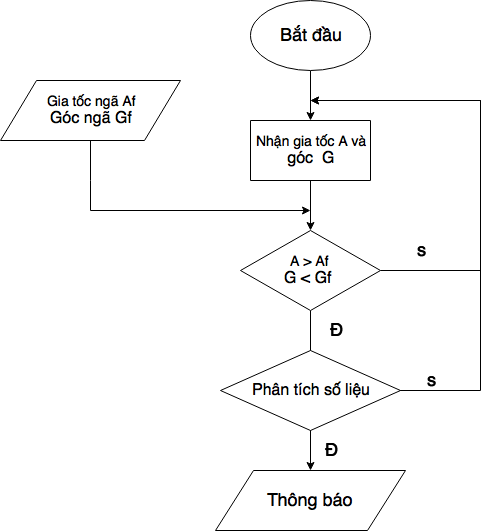 Bắt đầu
Gia tốc ngã Af
Góc ngã Gf
Nhận gia tốc A và
góc G
A > Af
G < Gf
S
Đ
Phân tích số liệu
S
Đ
Thông báo